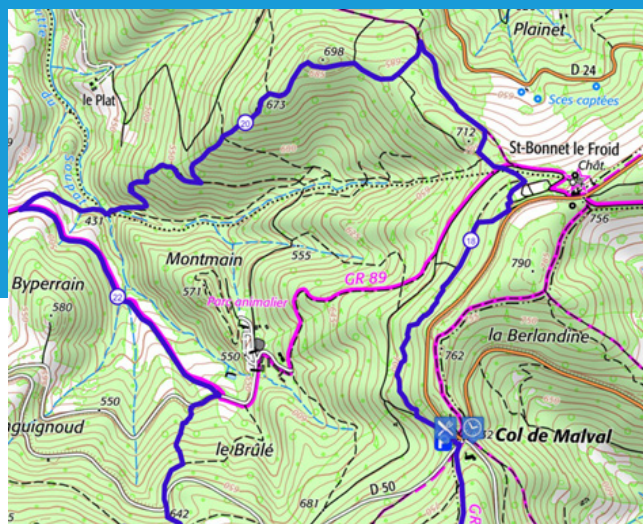 Plainet
698
D 24
le Plat
673
Scés captées
20
712
St-Bonnet le Froid
Chât.
431
756
18
Montmain
555
GR 89
790
Byperrain
22
571
Parc animalier
580
la Berlandine
550
762
550
Col de Malval
le Brûlé
D 50
681
642
GR